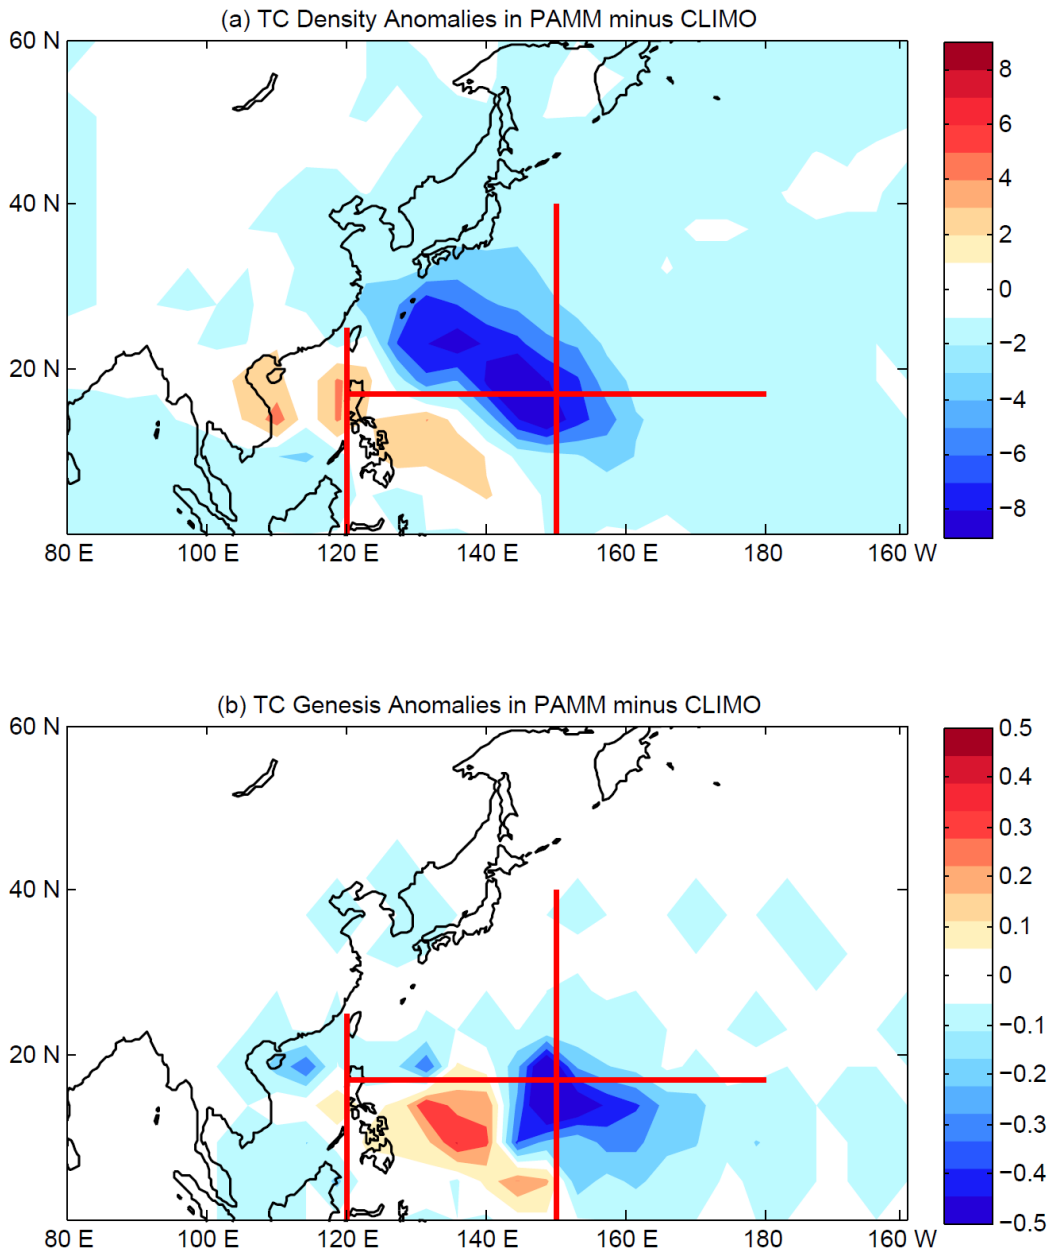 (a) TC Density Anomalies in PAMM minus CLIMO
60 N
40 N
20 N
80 E 100 E 120 E 140 E 160 E 180 160 W
8
6
4
2
0
−2
−4
−6
−8
(b) TC Genesis Anomalies in PAMM minus CLIMO
60 N
40 N
20 N
80 E 100 E 120 E 140 E 160 E 180 160 W
0.5
0.4
0.3
0.2
0.1
0
−0.1
−0.2
−0.3
−0.4
−0.5